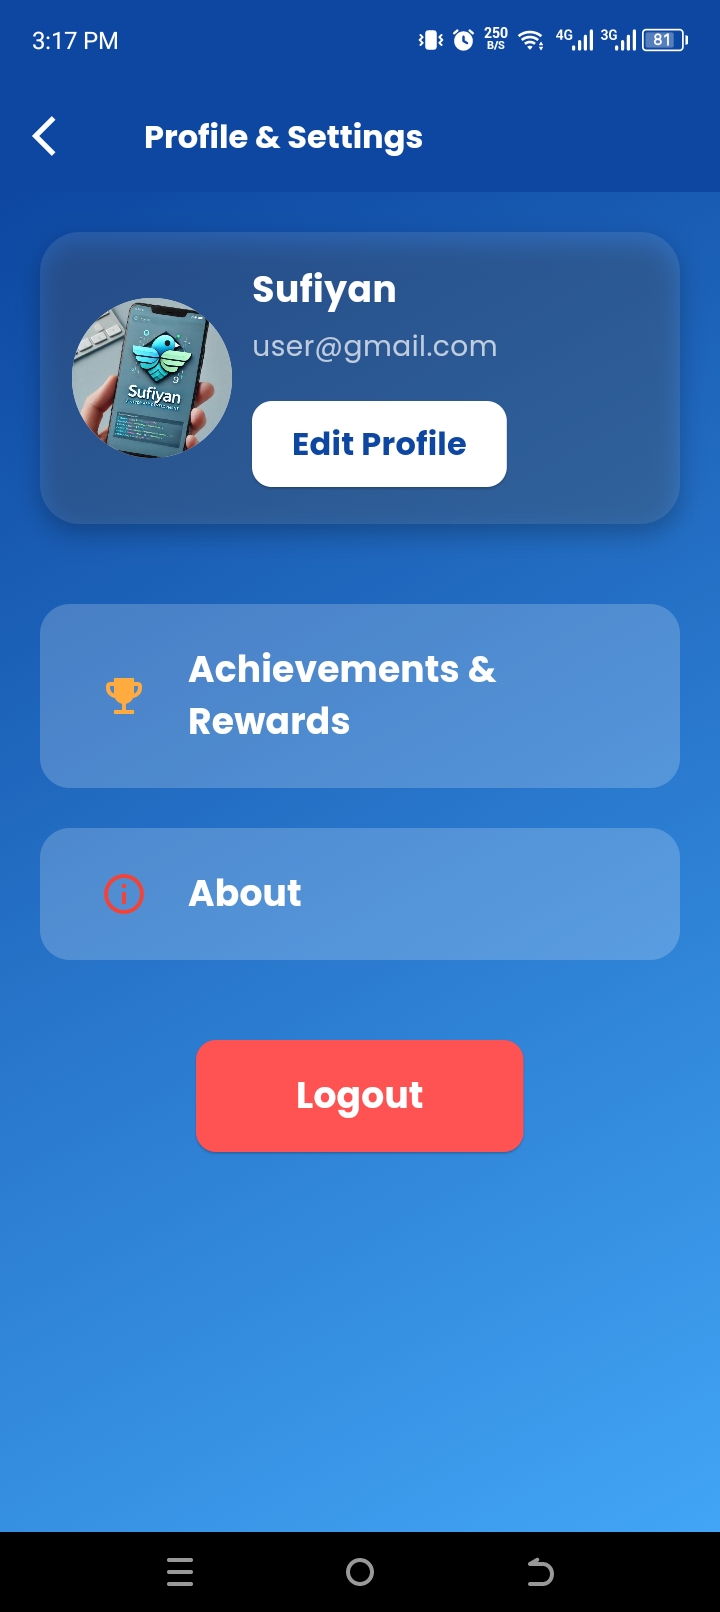 3:17 PM
250
B/S
4G
3G
81
Profile & Settings
Sufiyan
user@gmail.com
Sufiyan
Edit Profile
Achievements &
Rewards
About
Logout